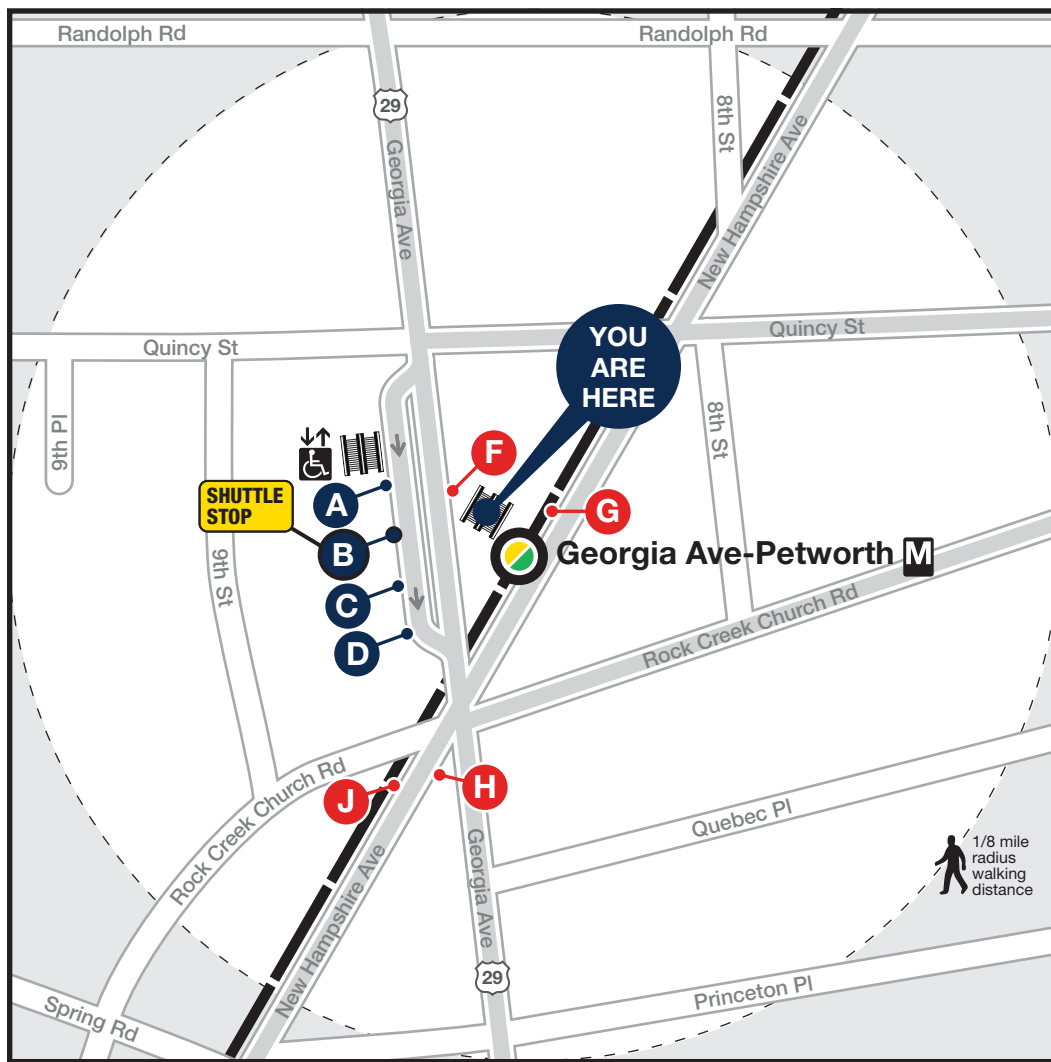 Randolph Rd
Randolph Rd
29
8th St
Georgia Ave
New Hampshire Ave
YOU
ARE
HERE
Quincy St
Quincy St
9th Pl
8th St
F
A
SHUTTLE
STOP
G
B
Georgia Ave-Petworth M
9th St
C
D
Rock Creek Church Rd
J
H
Rock Creek Church Rd
Quebec Pl
Georgia Ave
New Hampshire Ave
1/8 mile
radius
walking
distance
29
Princeton Pl
Spring Rd